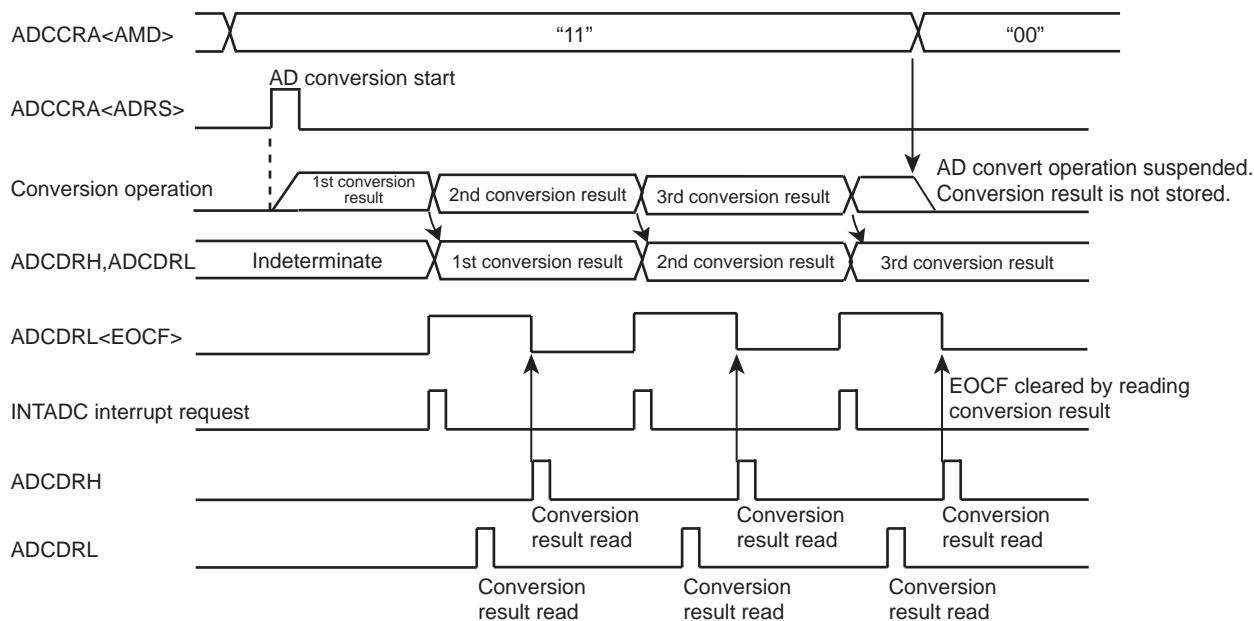 ADCCRA<AMD>
“11”
“00”
AD conversion start
ADCCRA<ADRS>
AD convert operation suspended.
Conversion result is not stored.
Conversion operation
1st conversion
result
2nd conversion result
3rd conversion result
ADCDRH,ADCDRL
Indeterminate
1st conversion result
2nd conversion result
3rd conversion result
ADCDRL<EOCF>
EOCF cleared by reading
conversion result
INTADC interrupt request
ADCDRH
Conversion
result read
Conversion
result read
Conversion
result read
ADCDRL
Conversion
result read
Conversion
result read
Conversion
result read